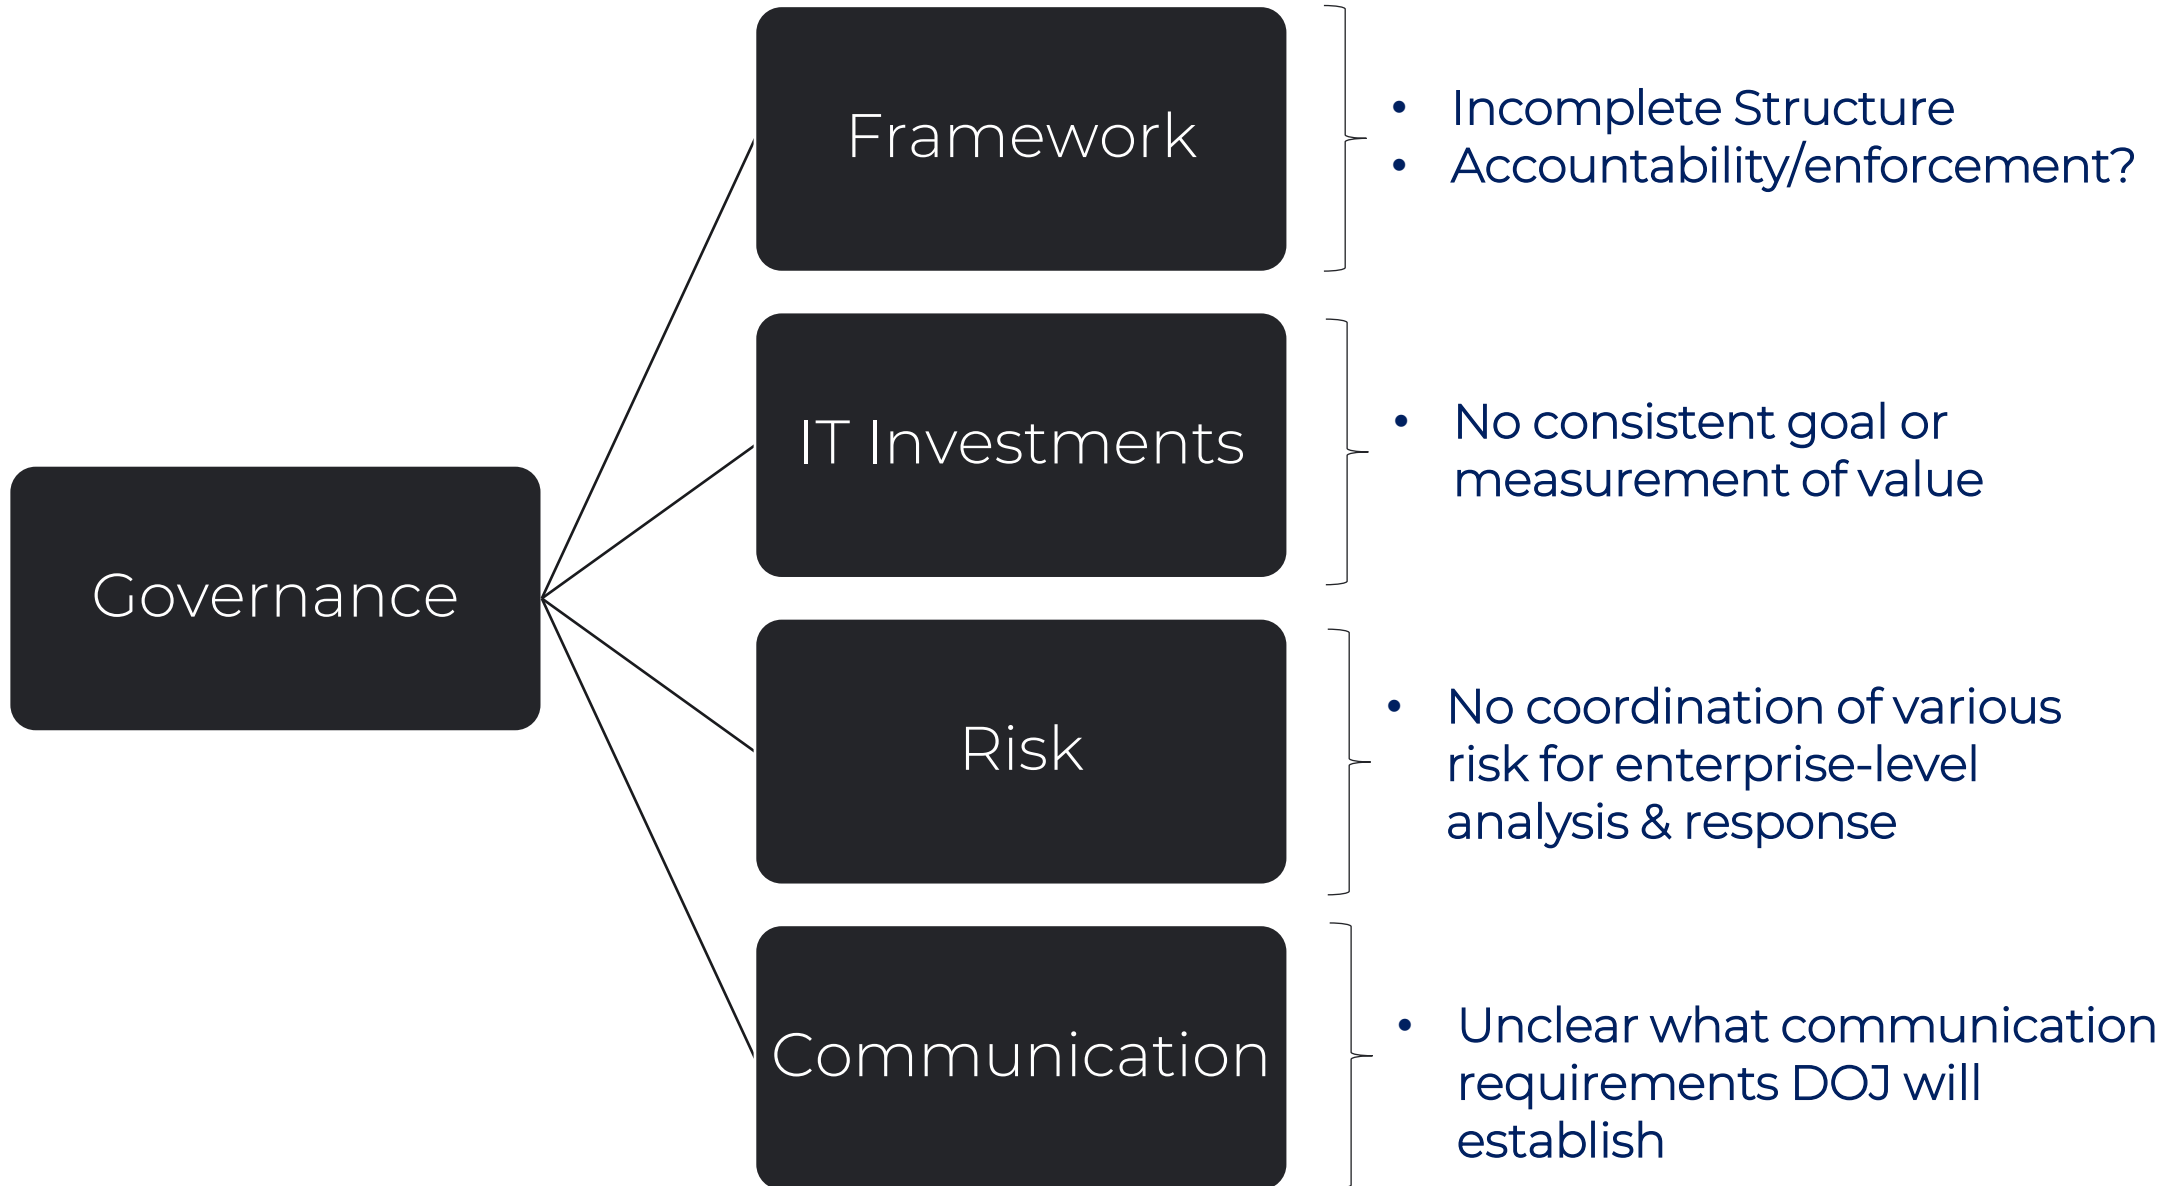 Governance
Framework
• Incomplete Structure
• Accountability/enforcement?
IT Investments
• No consistent goal or
measurement of value
Risk
• No coordination of various
risk for enterprise-level
analysis & response
Communication
• Unclear what communication
requirements DOJ will
establish